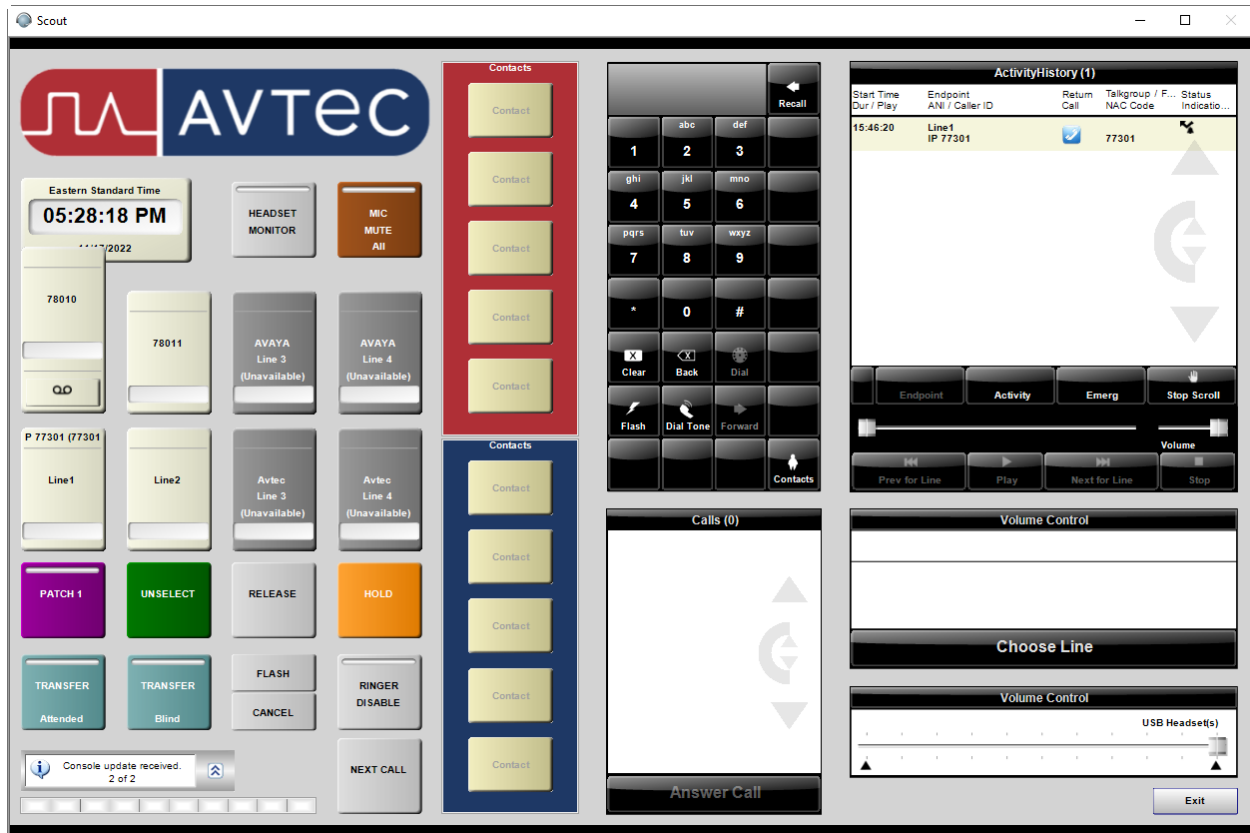 Scout
AVTEC
Eastern Standard Time
05:28:18 PM
/2022
HEADSET
MONITOR
MIC
MUTE
All
78010
78011
AVAYA
Line 3
(Unavailable)
AVAYA
Line 4
(Unavailable)
P 77301 (77301
Line1
Line2
Avtec
Line 3
(Unavailable)
Avtec
Line 4
(Unavailable)
PATCH 1
UNSELECT
RELEASE
HOLD
TRANSFER
Attended
TRANSFER
Blind
FLASH
CANCEL
RINGER
DISABLE
Console update received.
2 of 2
NEXT CALL
Contacts
Contact
Contact
Contact
Contact
Contact
Contacts
Contact
Contact
Contact
Contact
Contact
Recall
abc def
1 2 3
ghi jkl mno
4 5 6
pqrs tuv wxyz
7 8 9
* 0 #
X X
Clear Back Dial
Flash Dial Tone Forward
Contacts
Calls (0)
Answer Call
ActivityHistory (1)
Start Time Endpoint Return Talkgroup / F... Status
Dur / Play ANI / Caller ID Call NAC Code Indicatio...
15:46:20 Line1
IP 77301 77301
Endpoint Activity Emerg Stop Scroll
Volume
Prev for Line Play Next for Line Stop
Volume Control
Choose Line
Volume Control
USB Headset(s)
Exit